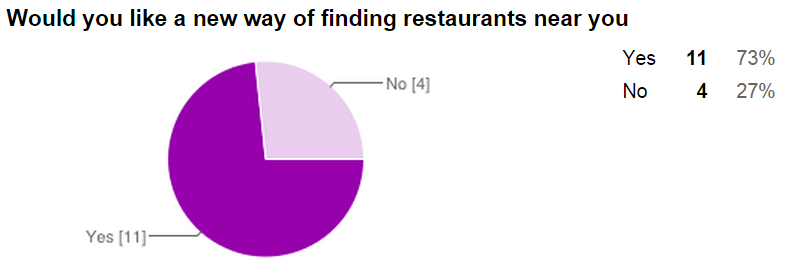 Would you like a new way of finding restaurants near you
Yes 11 73%
No 4 27%
No [4]
Yes [11]